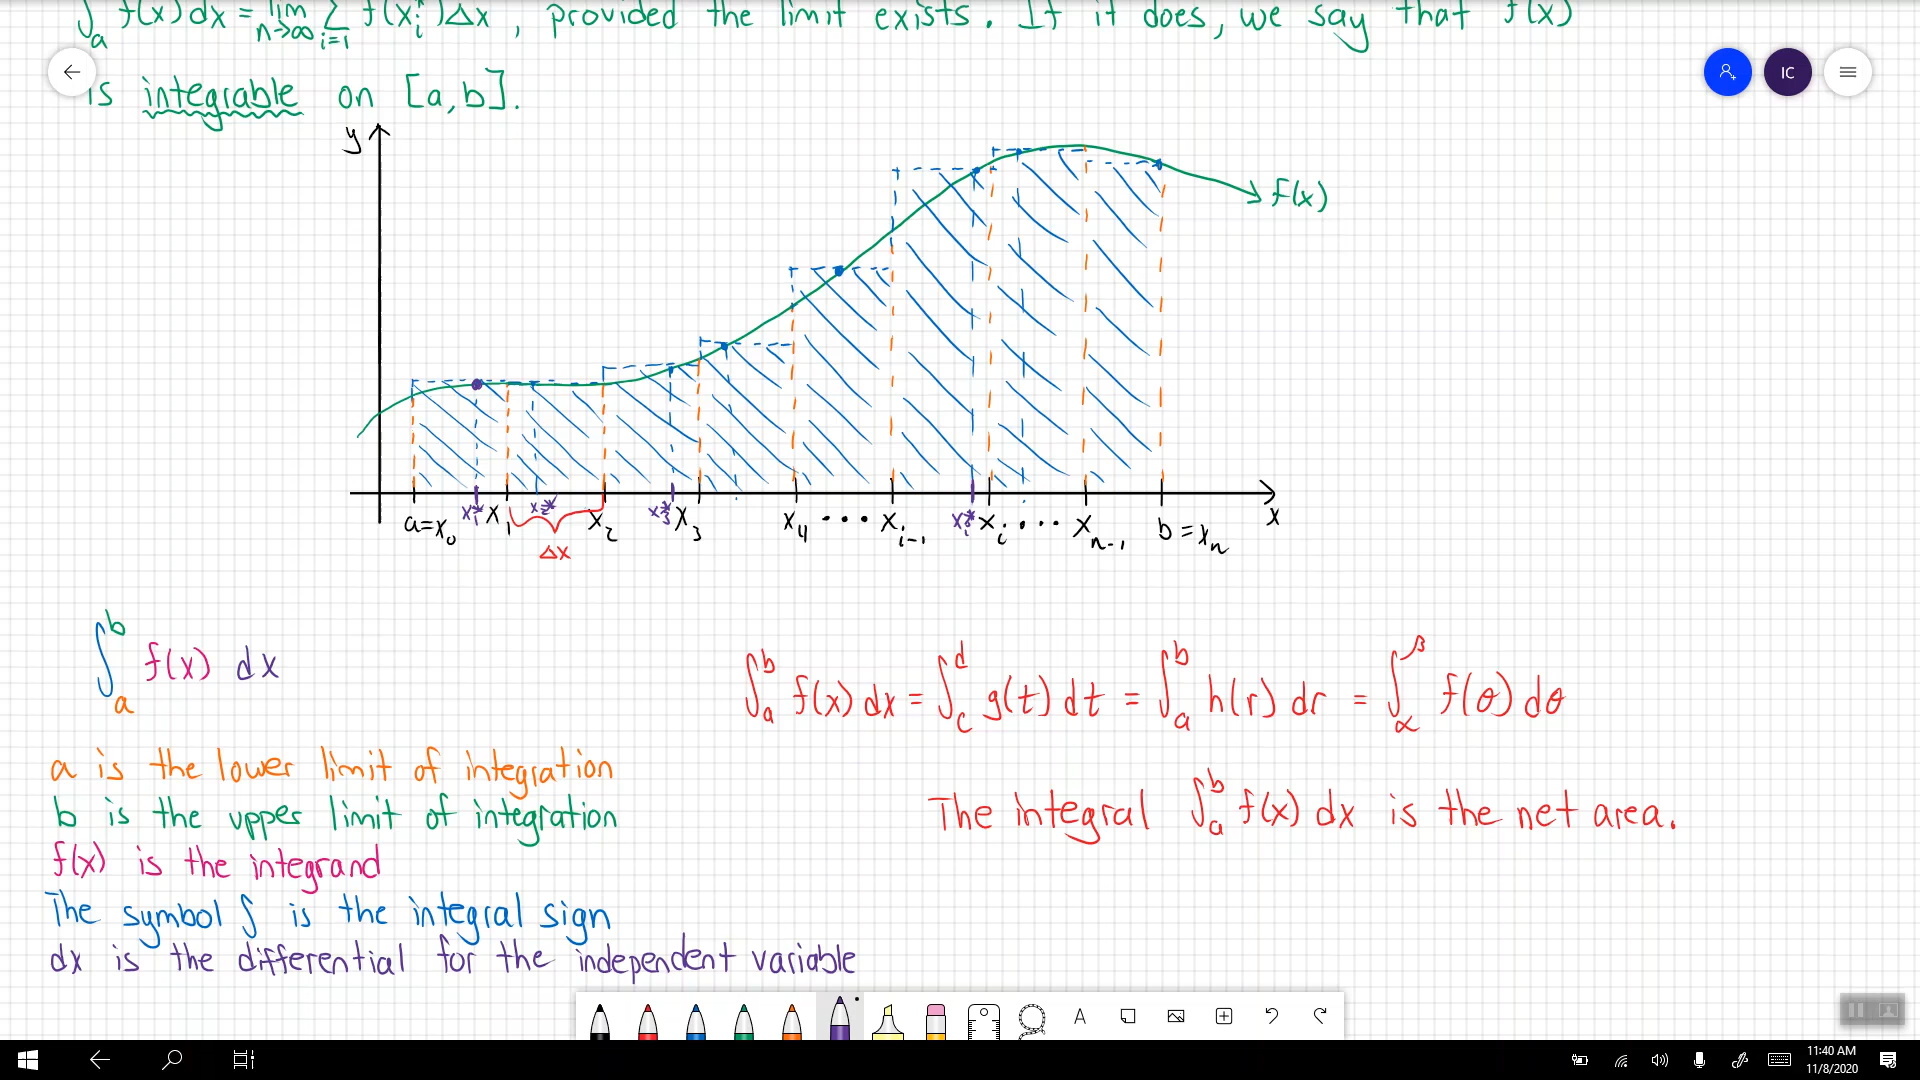 ∫ₐ f(x) dx = lim n→∞ Σ i=1 f(xᵢ*)Δx , provided the limit exists. If it does, we say that f(x)
is integrable on [a,b].
IC
y
f(x)
a=x₀ x₁* x₁ x₂* x₂ x₃* x₃ x₄ ••• xᵢ₋₁ xᵢ* xᵢ •••• xₙ₋₁ b=xₙ x
Δx
∫ₐᵇ f(x) dx
∫ₐᵇ f(x) dx = ∫_c^d g(t) dt = ∫ₐᵇ h(r) dr = ∫_α^β f(θ) dθ
a is the lower limit of integration
b is the upper limit of integration
The integral ∫ₐᵇ f(x) dx is the net area.
f(x) is the integrand
The symbol ∫ is the integral sign
dx is the differential for the independent variable
A
11:40 AM
11/8/2020